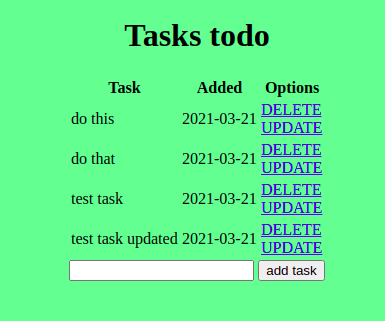 Tasks todo
Task Added Options
do this 2021-03-21 DELETE
UPDATE
do that 2021-03-21 DELETE
UPDATE
test task 2021-03-21 DELETE
UPDATE
test task updated 2021-03-21 DELETE
UPDATE
add task